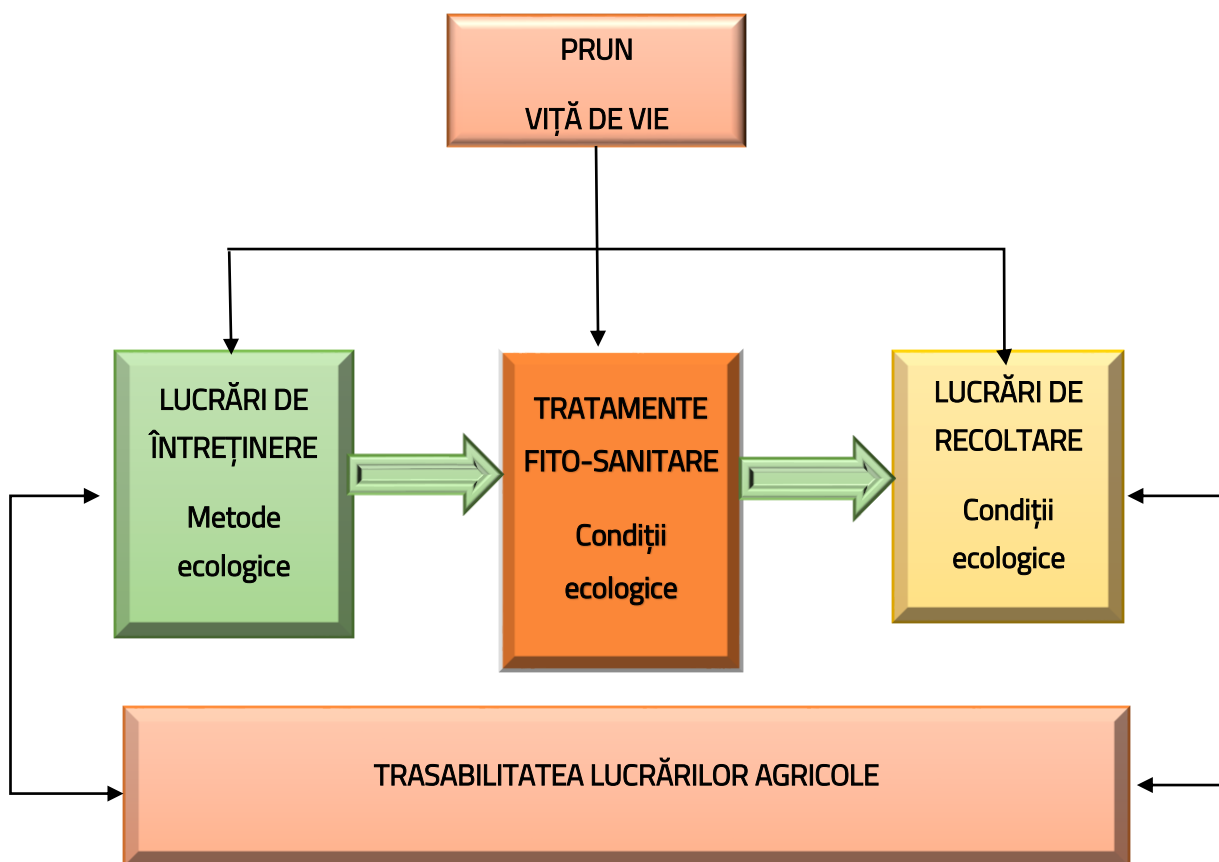 PRUN
VIȚĂ DE VIE
LUCRĂRI DE
ÎNTREȚINERE
Metode
ecologice
TRATAMENTE
FITO-SANITARE
Condiții
ecologice
LUCRĂRI DE
RECOLTARE
Condiții
ecologice
TRASABILITATEA LUCRĂRILOR AGRICOLE